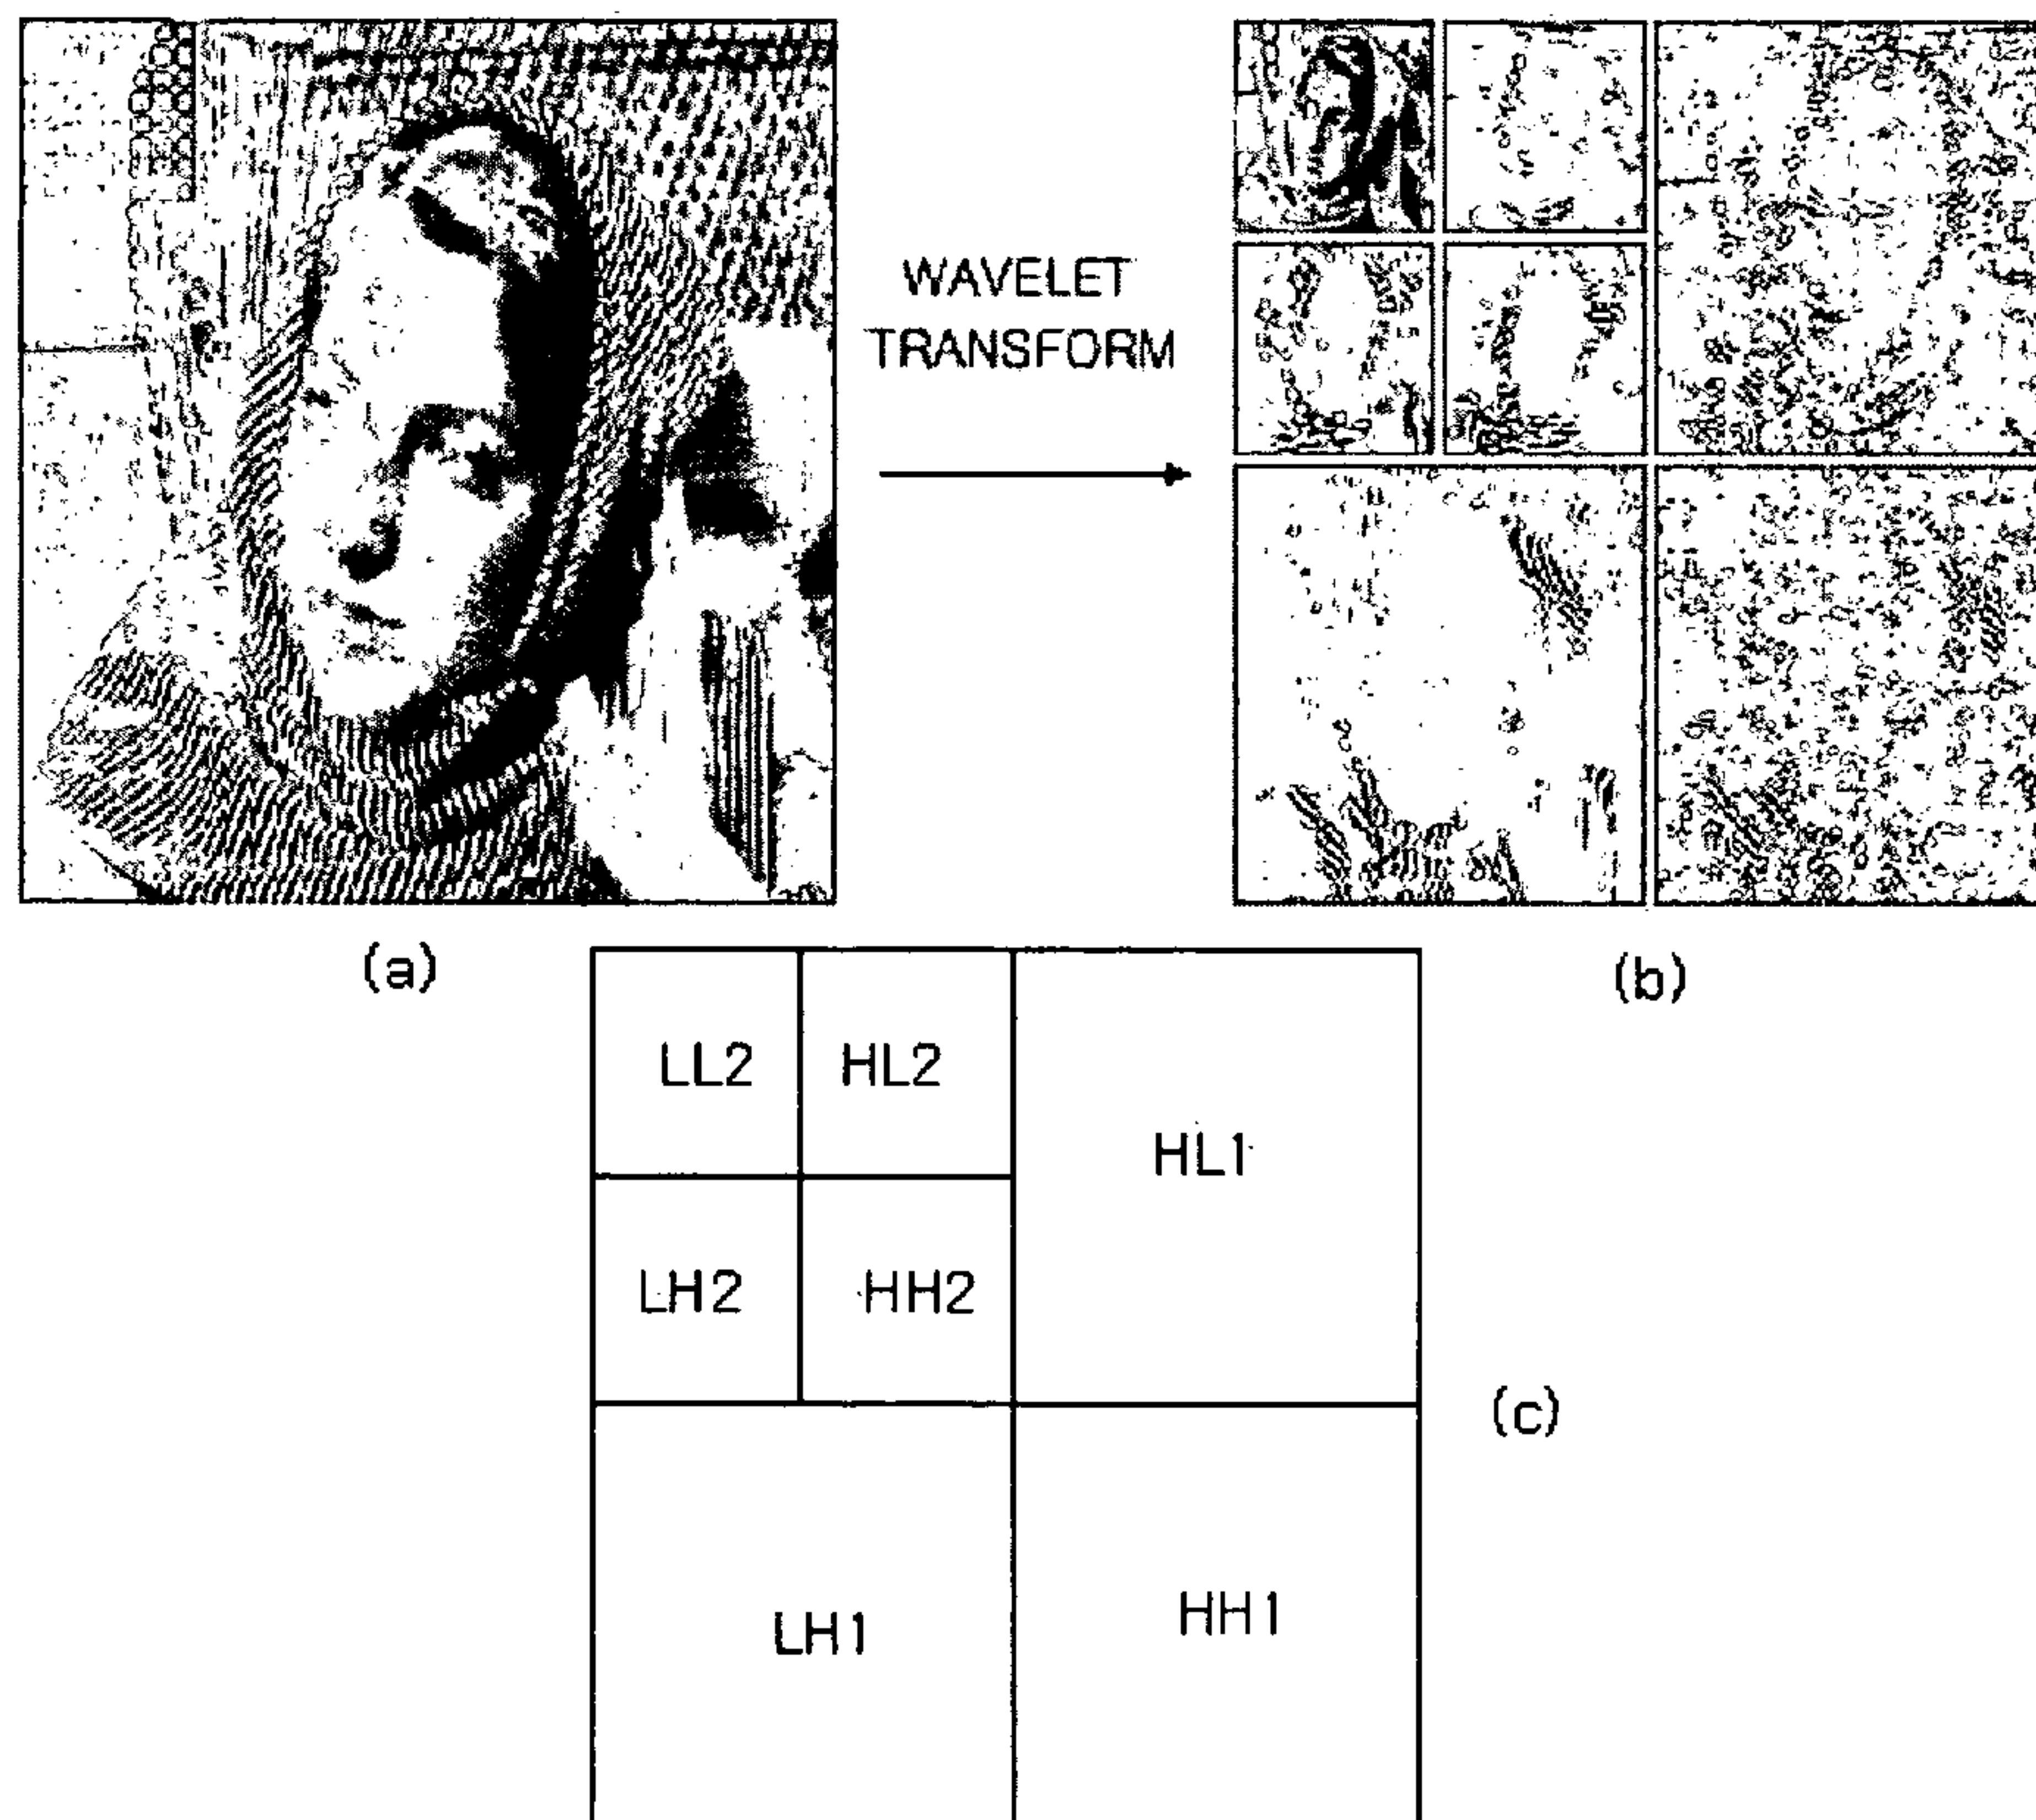 WAVELET
TRANSFORM
(a)
(b)
LL2
HL2
HL1
LH2
HH2
(c)
LH1
HH1